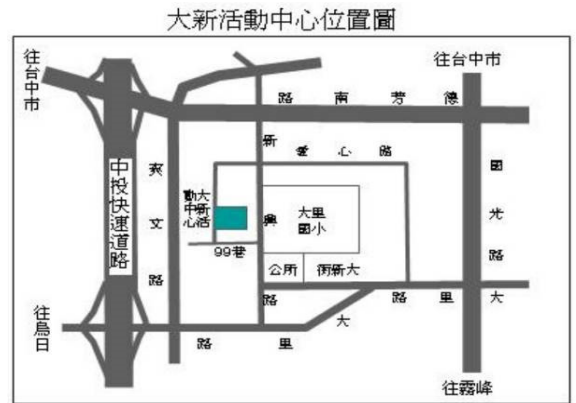 大新活動中心位置圖
往台中市
往台中市
德芳南路
新興路
愛心路
國光路
中投快速道路
爽文路
大新活動中心
大里國小
99巷
公所
大新街
大里路
大里路
往烏日
往霧峰